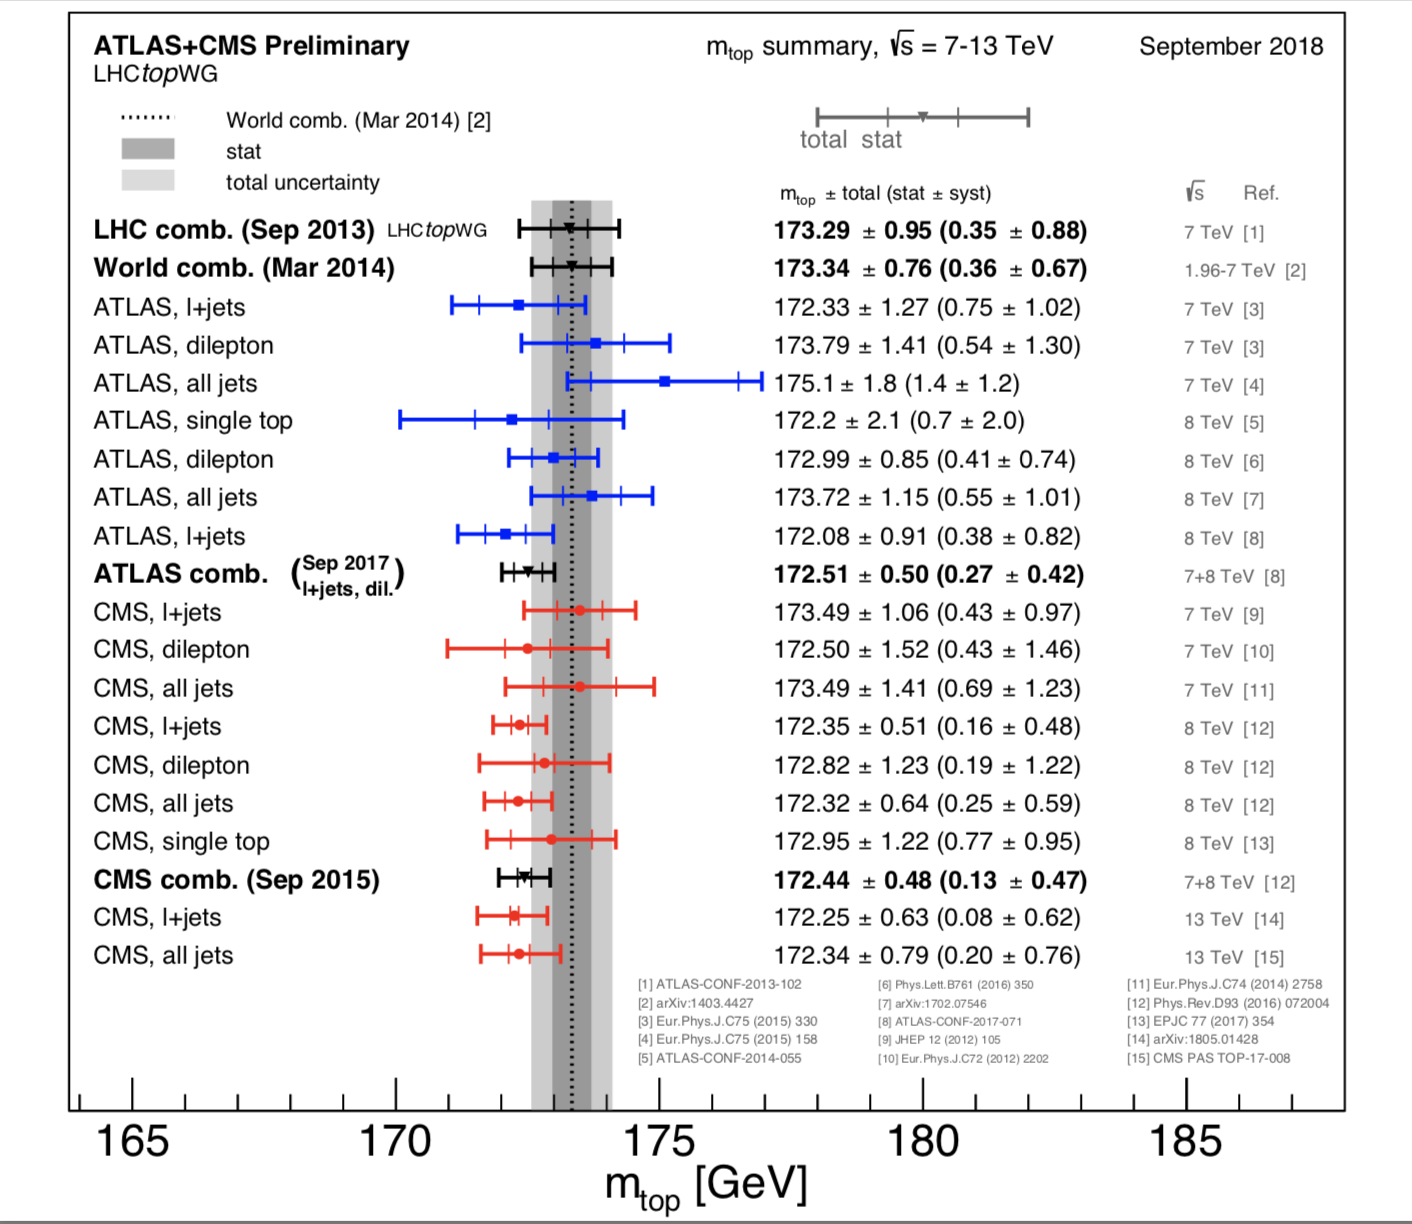 ATLAS+CMS Preliminary m_top summary, √s = 7-13 TeV September 2018
LHCtopWG
World comb. (Mar 2014) [2]
stat
total uncertainty
total stat
m_top ± total (stat ± syst) √s Ref.
LHC comb. (Sep 2013) LHCtopWG 173.29 ± 0.95 (0.35 ± 0.88) 7 TeV [1]
World comb. (Mar 2014) 173.34 ± 0.76 (0.36 ± 0.67) 1.96-7 TeV [2]
ATLAS, l+jets 172.33 ± 1.27 (0.75 ± 1.02) 7 TeV [3]
ATLAS, dilepton 173.79 ± 1.41 (0.54 ± 1.30) 7 TeV [3]
ATLAS, all jets 175.1 ± 1.8 (1.4 ± 1.2) 7 TeV [4]
ATLAS, single top 172.2 ± 2.1 (0.7 ± 2.0) 8 TeV [5]
ATLAS, dilepton 172.99 ± 0.85 (0.41 ± 0.74) 8 TeV [6]
ATLAS, all jets 173.72 ± 1.15 (0.55 ± 1.01) 8 TeV [7]
ATLAS, l+jets 172.08 ± 0.91 (0.38 ± 0.82) 8 TeV [8]
ATLAS comb. (Sep 2017 l+jets, dil.) 172.51 ± 0.50 (0.27 ± 0.42) 7+8 TeV [8]
CMS, l+jets 173.49 ± 1.06 (0.43 ± 0.97) 7 TeV [9]
CMS, dilepton 172.50 ± 1.52 (0.43 ± 1.46) 7 TeV [10]
CMS, all jets 173.49 ± 1.41 (0.69 ± 1.23) 7 TeV [11]
CMS, l+jets 172.35 ± 0.51 (0.16 ± 0.48) 8 TeV [12]
CMS, dilepton 172.82 ± 1.23 (0.19 ± 1.22) 8 TeV [12]
CMS, all jets 172.32 ± 0.64 (0.25 ± 0.59) 8 TeV [12]
CMS, single top 172.95 ± 1.22 (0.77 ± 0.95) 8 TeV [13]
CMS comb. (Sep 2015) 172.44 ± 0.48 (0.13 ± 0.47) 7+8 TeV [12]
CMS, l+jets 172.25 ± 0.63 (0.08 ± 0.62) 13 TeV [14]
CMS, all jets 172.34 ± 0.79 (0.20 ± 0.76) 13 TeV [15]
[1] ATLAS-CONF-2013-102
[2] arXiv:1403.4427
[3] Eur.Phys.J.C75 (2015) 330
[4] Eur.Phys.J.C75 (2015) 158
[5] ATLAS-CONF-2014-055
[6] Phys.Lett.B761 (2016) 350
[7] arXiv:1702.07546
[8] ATLAS-CONF-2017-071
[9] JHEP 12 (2012) 105
[10] Eur.Phys.J.C72 (2012) 2202
[11] Eur.Phys.J.C74 (2014) 2758
[12] Phys.Rev.D93 (2016) 072004
[13] EPJC 77 (2017) 354
[14] arXiv:1805.01428
[15] CMS PAS TOP-17-008
165 170 175 180 185
m_top [GeV]